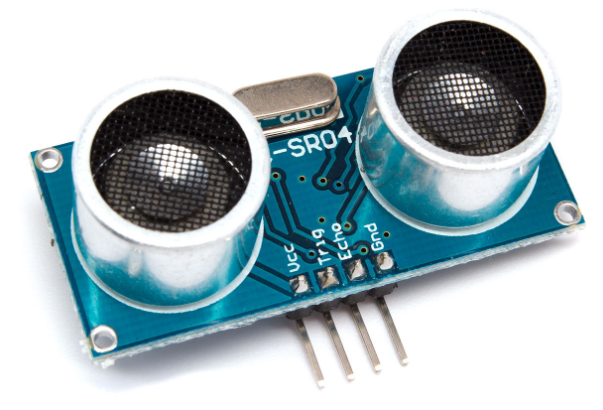 -SR04
Vcc
Trig
Echo
Gnd